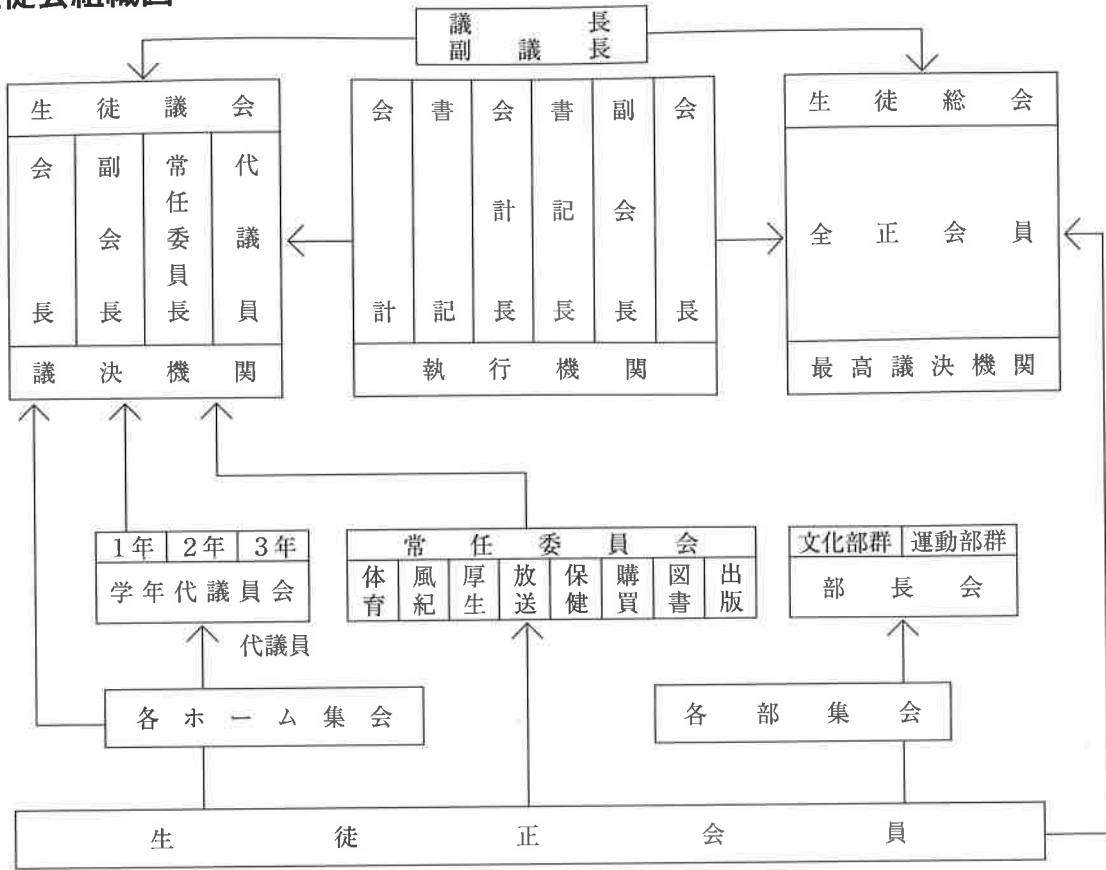 徒会組織図
議長
副議長
生徒議会
会長
副会長
常任委員長
代議員
議決機関
会計
書記
会計長
書記長
副会長
会長
執行機関
生徒総会
全正会員
最高議決機関
1年 2年 3年
学年代議員会
代議員
常任委員会
体育
風紀
厚生
放送
保健
購買
図書
出版
文化部群 運動部群
部長会
各ホーム集会
各部集会
生徒正会員